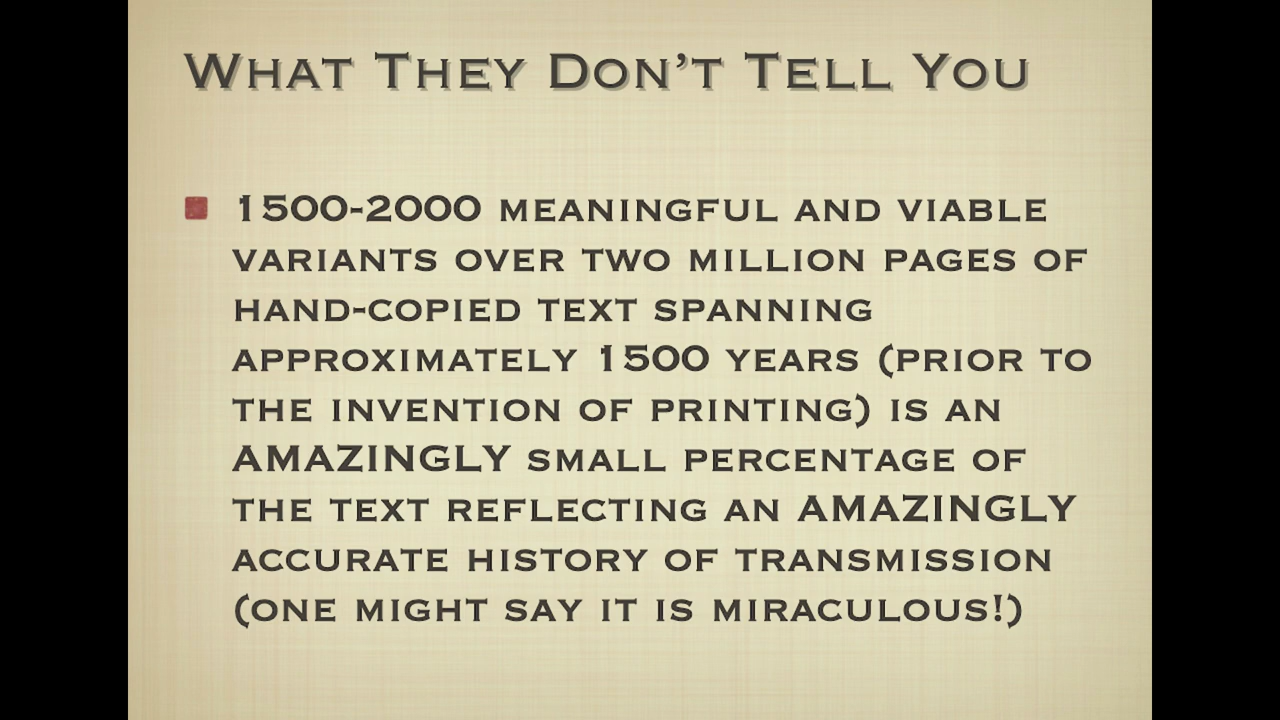 What They Don't Tell You
1500-2000 meaningful and viable
variants over two million pages of
hand-copied text spanning
approximately 1500 years (prior to
the invention of printing) is an
AMAZINGLY small percentage of
the text reflecting an AMAZINGLY
accurate history of transmission
(one might say it is miraculous!)